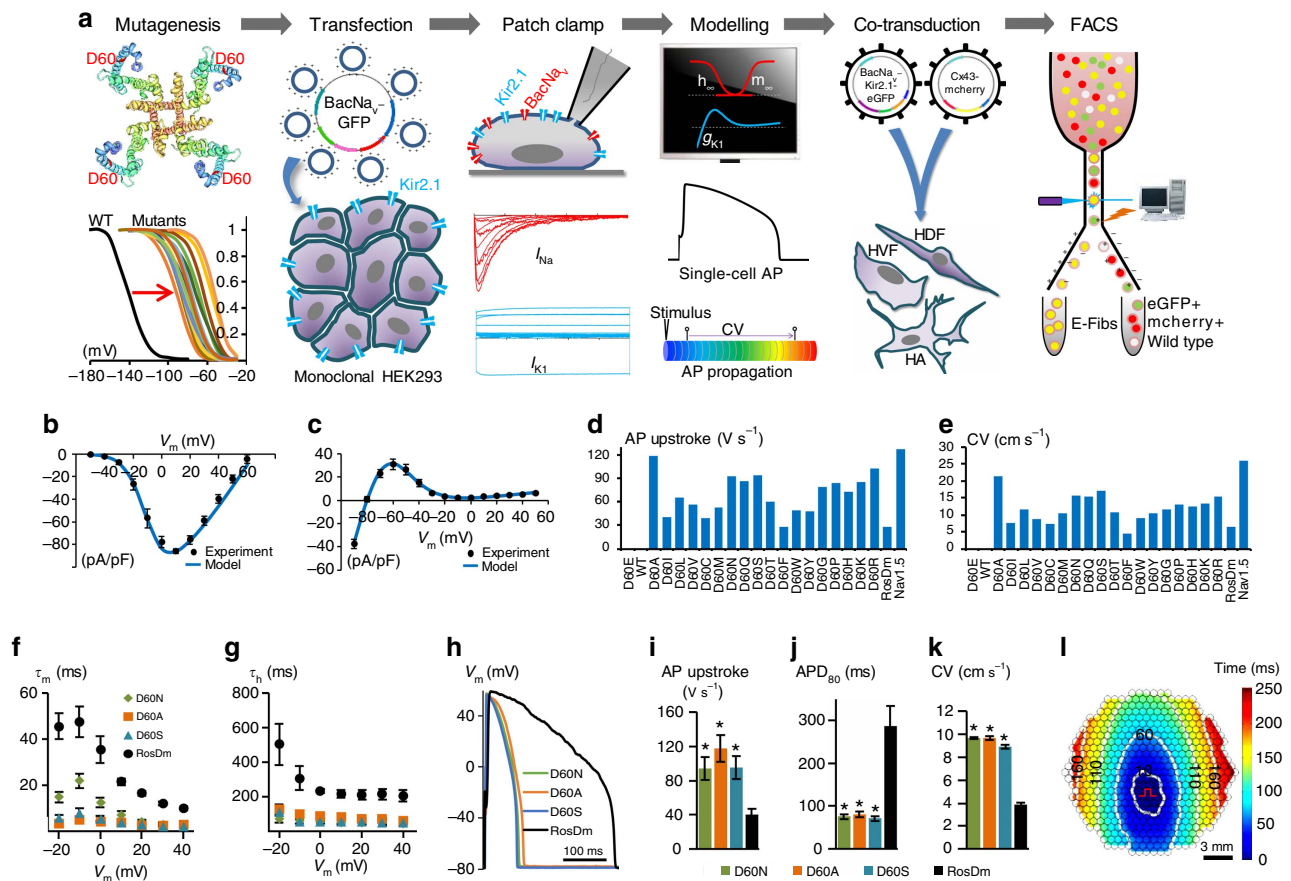 a
Mutagenesis
Transfection
Patch clamp
Modelling
Co-transduction
FACS
D60
D60
D60
D60
WT
Mutants
1
0.8
0.6
0.4
0.2
(mV)
−180 −140 −100 −60 −20
BacNav–
GFP
Kir2.1
Monoclonal HEK293
Kir2.1
BacNav
INa
IK1
h∞
m∞
gK1
Single-cell AP
Stimulus
CV
AP propagation
BacNav–
Kir2.1-
eGFP
Cx43-
mcherry
HDF
HVF
HA
E-Fibs
eGFP+
mcherry+
Wild type
b
Vm (mV)
−40 −20 0 20 40 60
0
−20
−40
−60
−80
−100
(pA/pF)
Experiment
Model
c
40
20
0
−20
−40
−60
−80 −60 −40 −20 0 20 40 60
Vm (mV)
(pA/pF)
Experiment
Model
d
AP upstroke (V s−1)
120
90
60
30
0
D60E WT D60A D60I D60L D60V D60C D60M D60N D60Q D60S D60T D60F D60W D60Y D60G D60P D60H D60K D60R RosDm Nav1.5
e
CV (cm s−1)
30
25
20
15
10
5
0
D60E WT D60A D60I D60L D60V D60C D60M D60N D60Q D60S D60T D60F D60W D60Y D60G D60P D60H D60K D60R RosDm Nav1.5
f
τm (ms)
60
40
20
−20 0 20 40
Vm (mV)
D60N
D60A
D60S
RosDm
g
τh (ms)
800
600
400
200
−20 0 20 40
Vm (mV)
h
Vm (mV)
40
0
−40
−80
D60N
D60A
D60S
RosDm
100 ms
i
AP upstroke
(V s−1)
160
120
80
40
0
* * *
j
APD80 (ms)
300
200
100
0
* * *
k
CV (cm s−1)
12
10
8
6
4
2
0
* * *
D60N D60A D60S RosDm
l
Time (ms)
250
200
150
100
50
0
160
110
60
10
110
160
3 mm